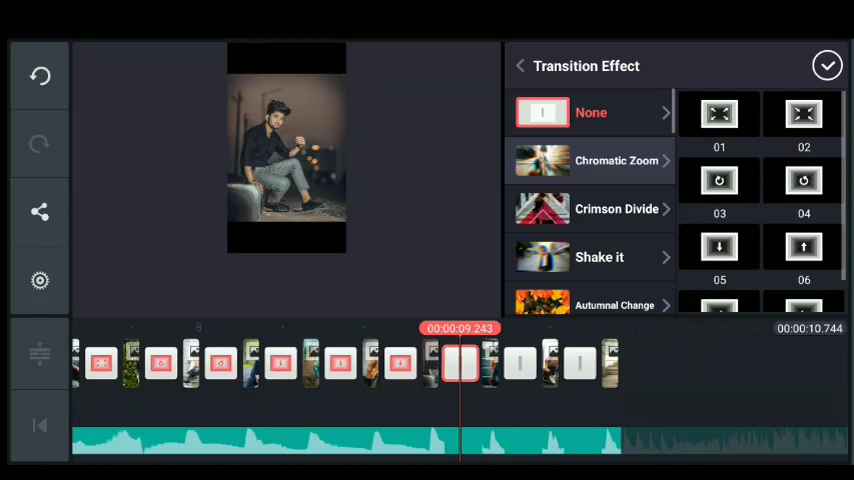 Transition Effect
None
Chromatic Zoom
Crimson Divide
Shake it
Autumnal Change
01
02
03
04
05
06
8
00:00:09.243
00:00:10.744